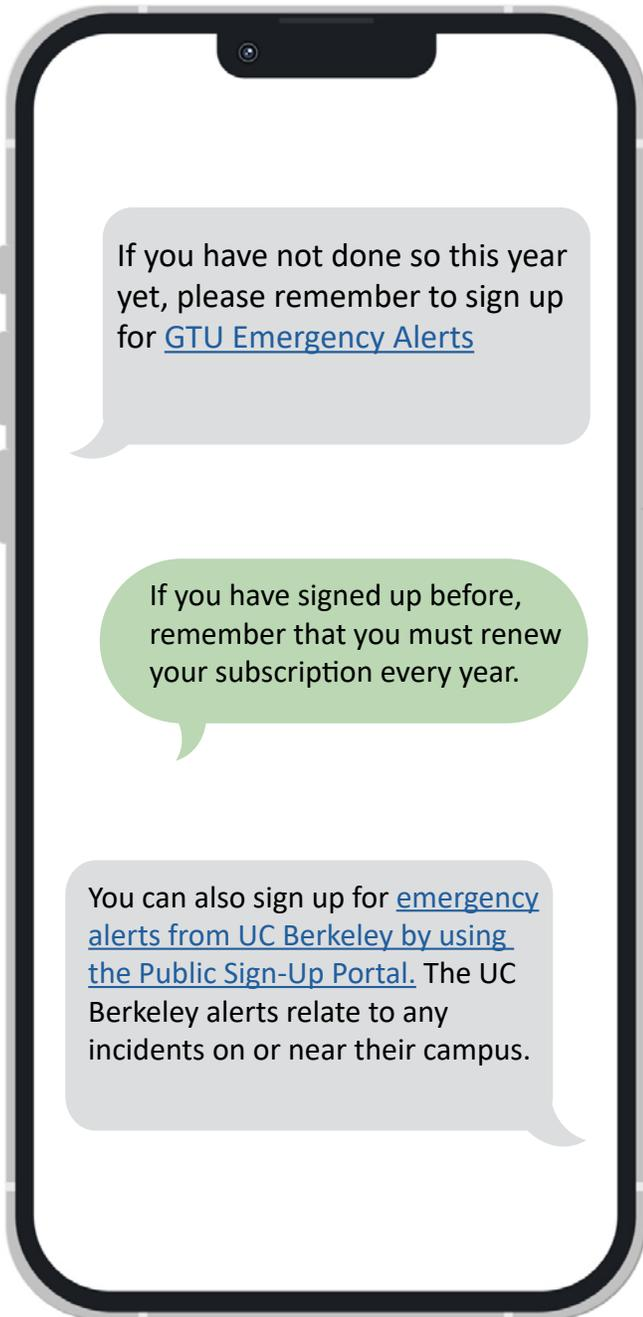 If you have not done so this year
yet, please remember to sign up
for GTU Emergency Alerts
If you have signed up before,
remember that you must renew
your subscription every year.
You can also sign up for emergency
alerts from UC Berkeley by using
the Public Sign-Up Portal. The UC
Berkeley alerts relate to any
incidents on or near their campus.